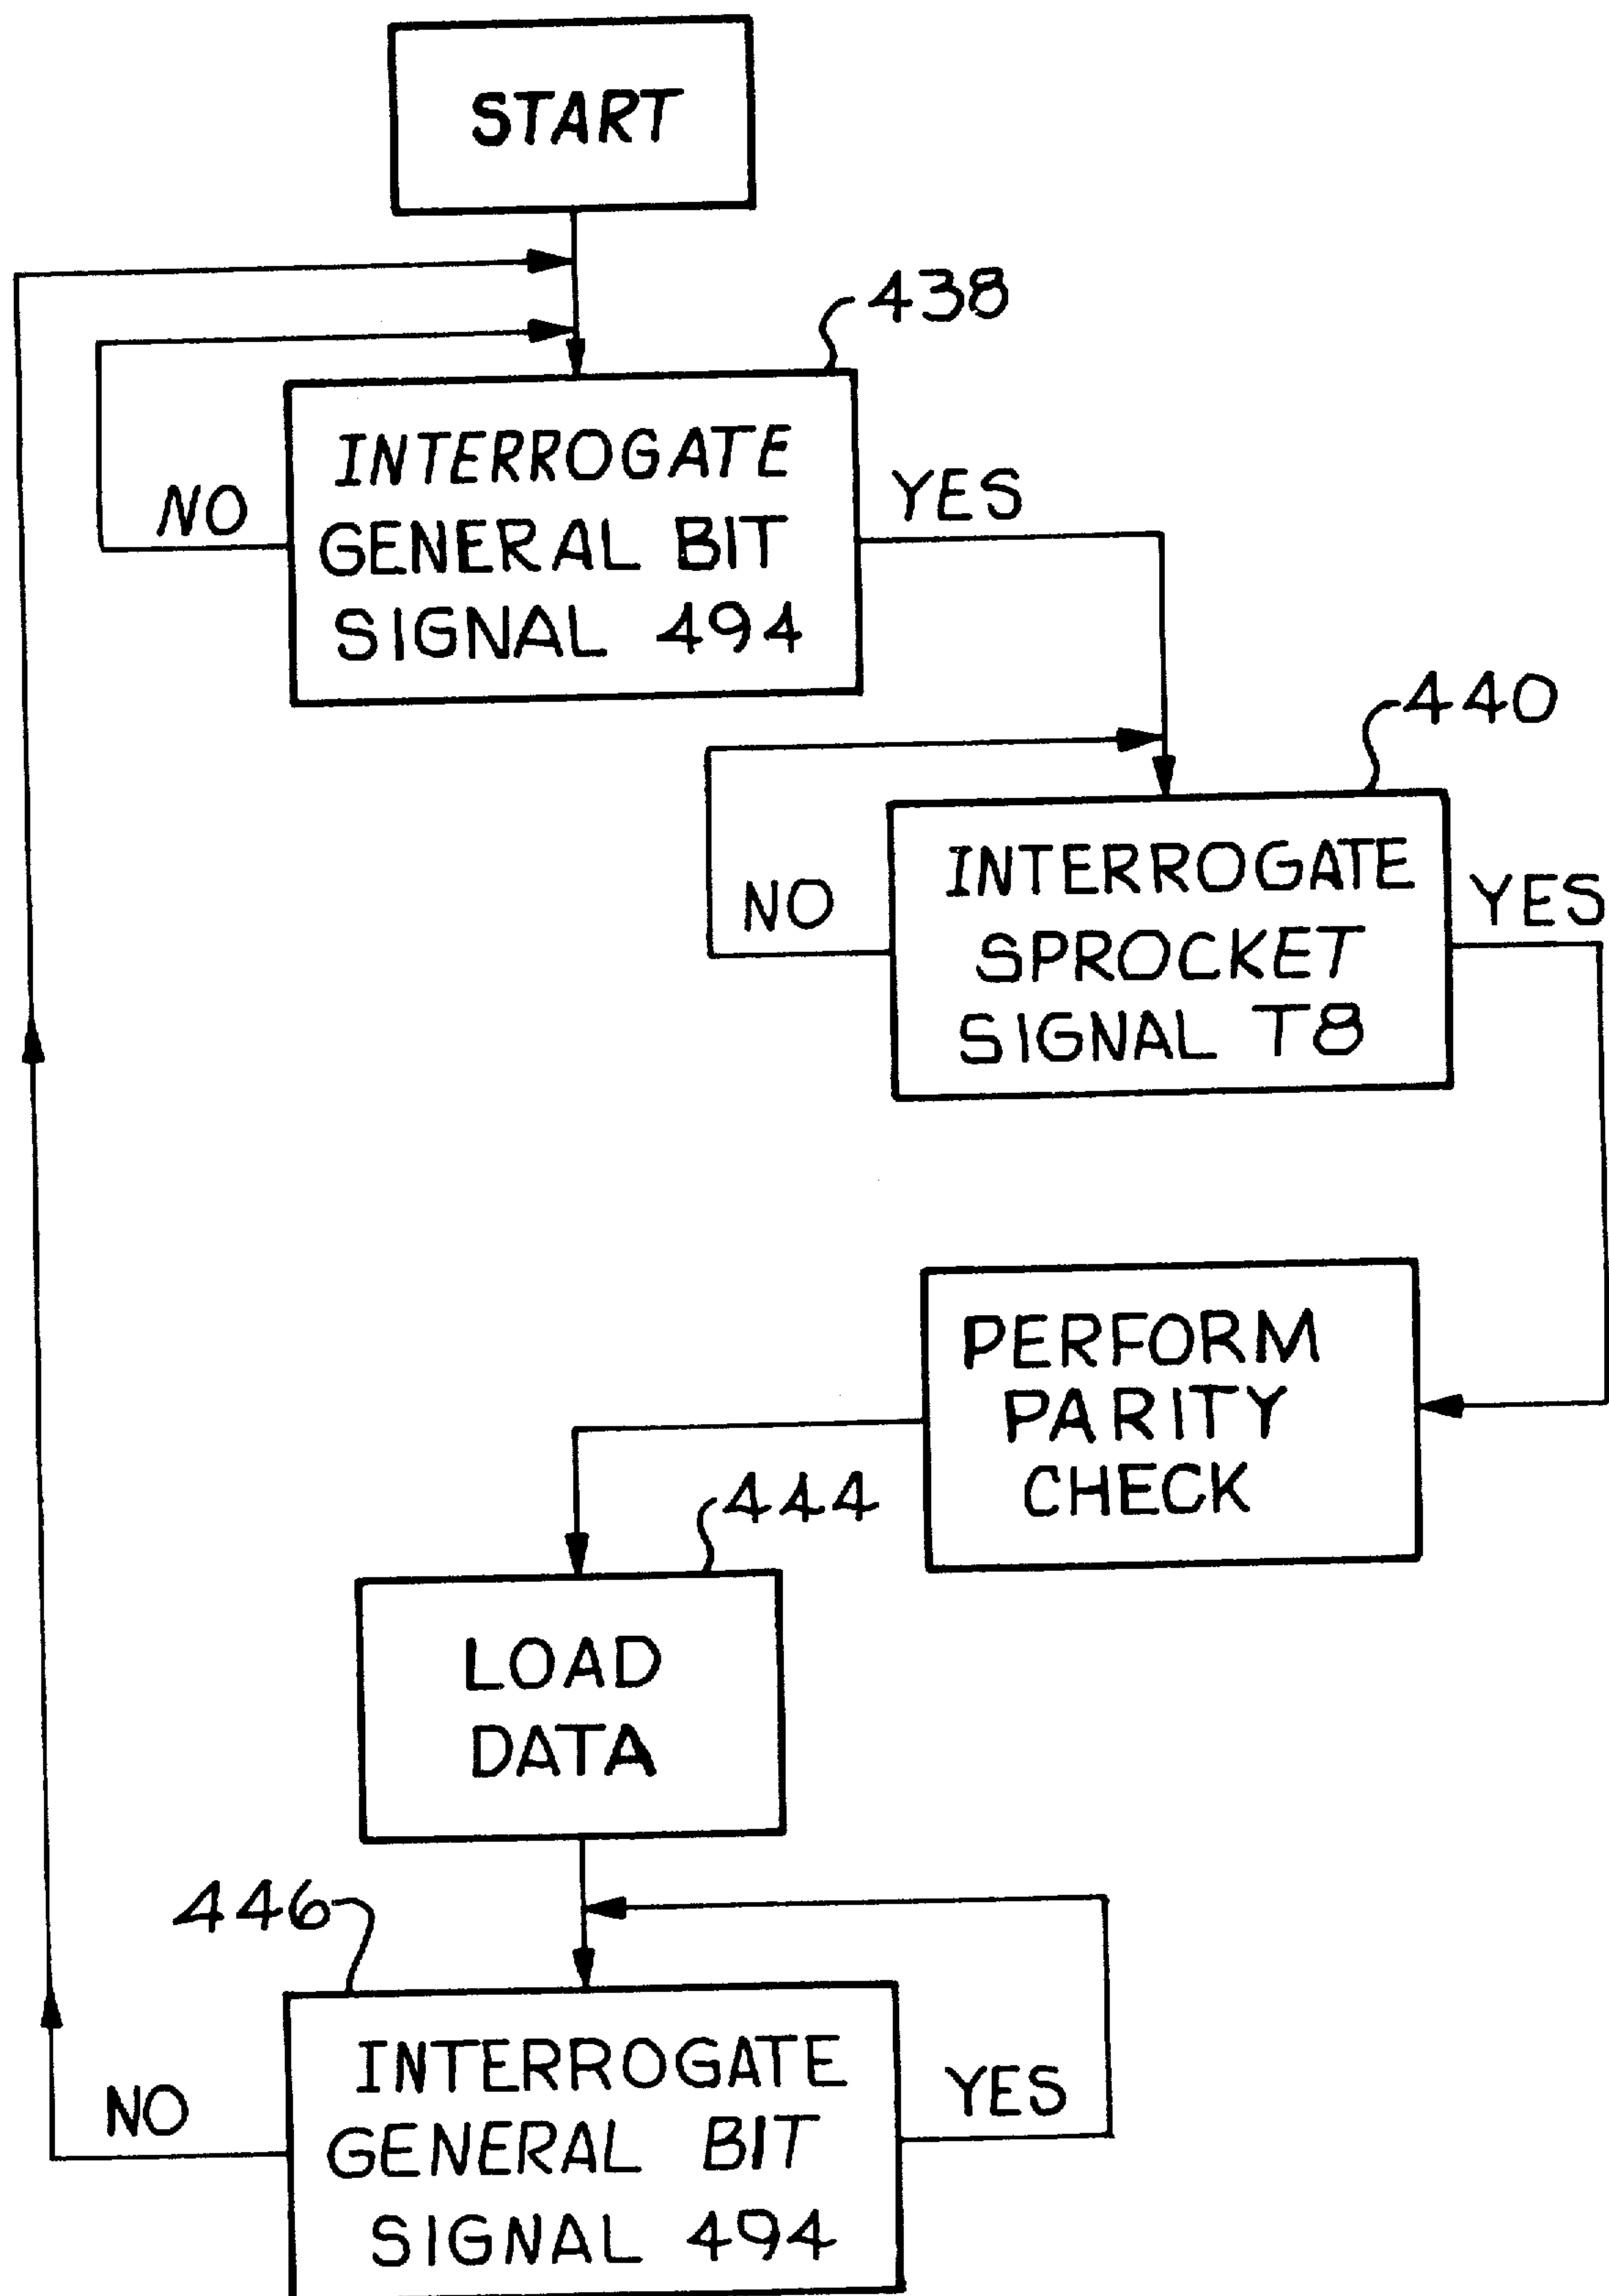 START
438
INTERROGATE
GENERAL BIT
SIGNAL 494
NO
YES
440
INTERROGATE
SPROCKET
SIGNAL T8
NO
YES
PERFORM
PARITY
CHECK
444
LOAD
DATA
446
INTERROGATE
GENERAL BIT
SIGNAL 494
NO
YES